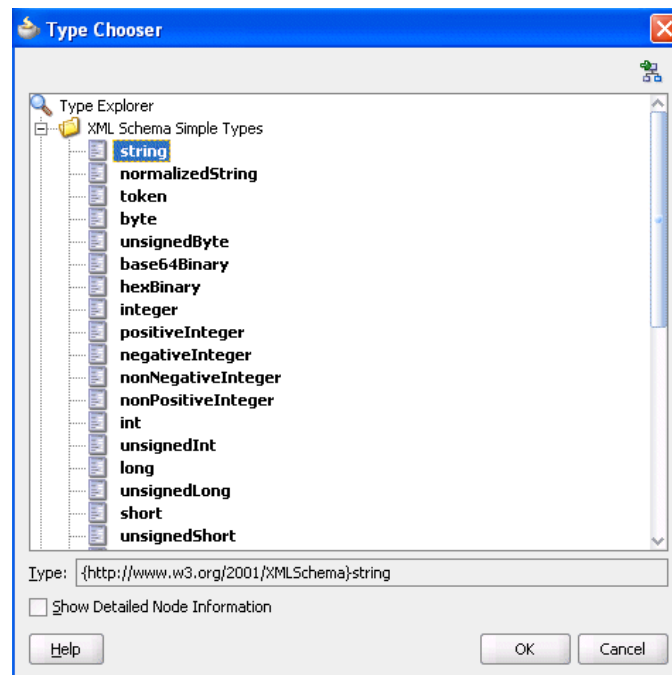 Type Chooser
Type Explorer
XML Schema Simple Types
string
normalizedString
token
byte
unsignedByte
base64Binary
hexBinary
integer
positiveInteger
negativeInteger
nonNegativeInteger
nonPositiveInteger
int
unsignedInt
long
unsignedLong
short
unsignedShort
Type: {http://www.w3.org/2001/XMLSchema}string
Show Detailed Node Information
Help OK Cancel